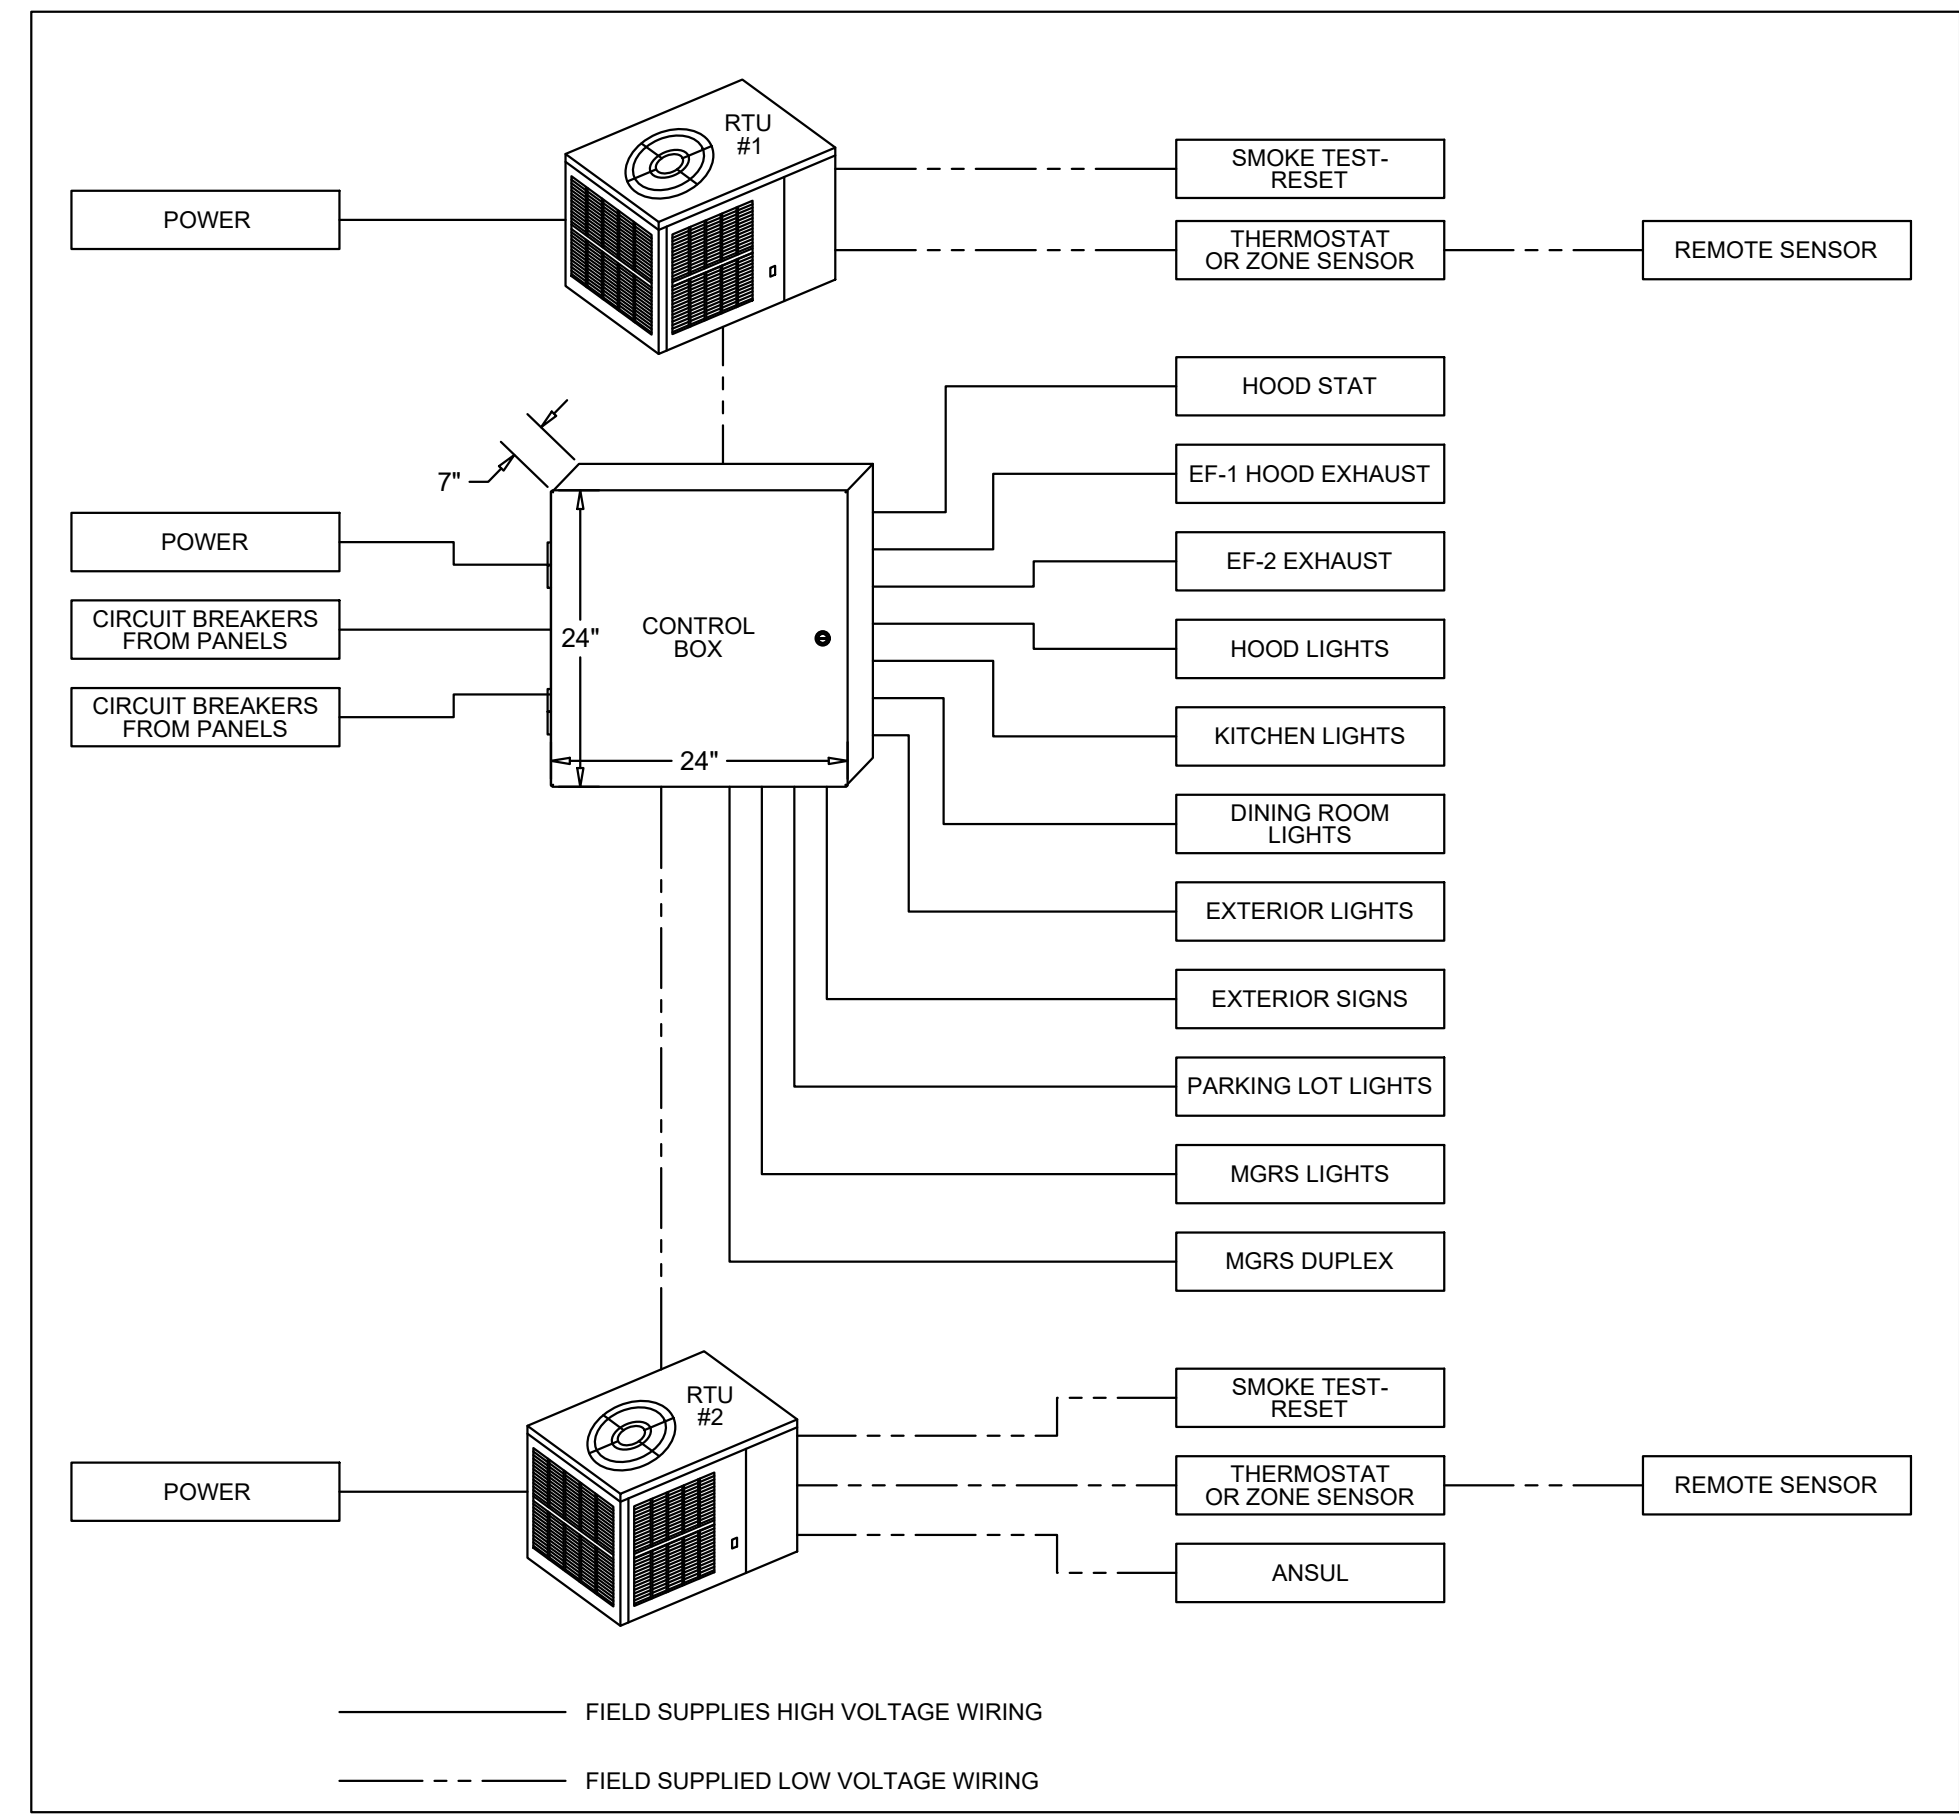 RTU
#1
POWER
SMOKE TEST-
RESET
THERMOSTAT
OR ZONE SENSOR
REMOTE SENSOR
HOOD STAT
EF-1 HOOD EXHAUST
7"
POWER
EF-2 EXHAUST
CIRCUIT BREAKERS
FROM PANELS
24"
CONTROL
BOX
HOOD LIGHTS
CIRCUIT BREAKERS
FROM PANELS
24"
KITCHEN LIGHTS
DINING ROOM
LIGHTS
EXTERIOR LIGHTS
EXTERIOR SIGNS
PARKING LOT LIGHTS
MGRS LIGHTS
MGRS DUPLEX
RTU
#2
POWER
SMOKE TEST-
RESET
THERMOSTAT
OR ZONE SENSOR
REMOTE SENSOR
ANSUL
FIELD SUPPLIES HIGH VOLTAGE WIRING
FIELD SUPPLIED LOW VOLTAGE WIRING